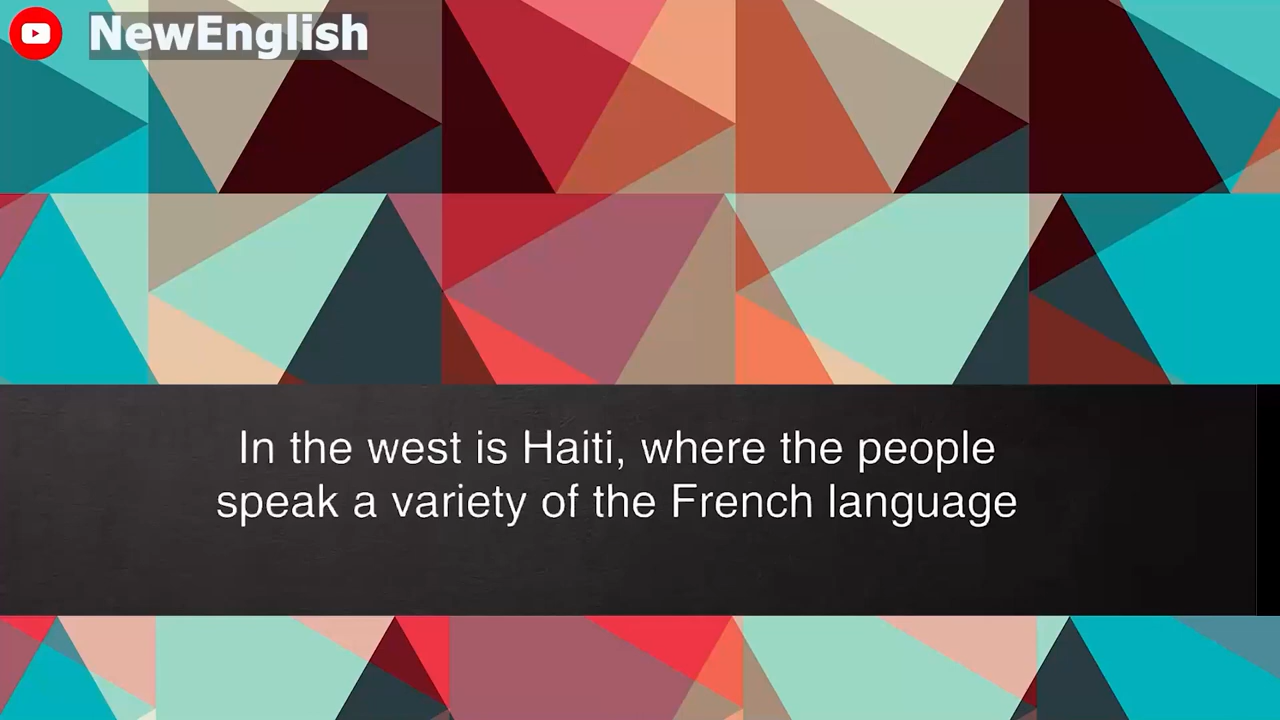 NewEnglish
In the west is Haiti, where the people
speak a variety of the French language